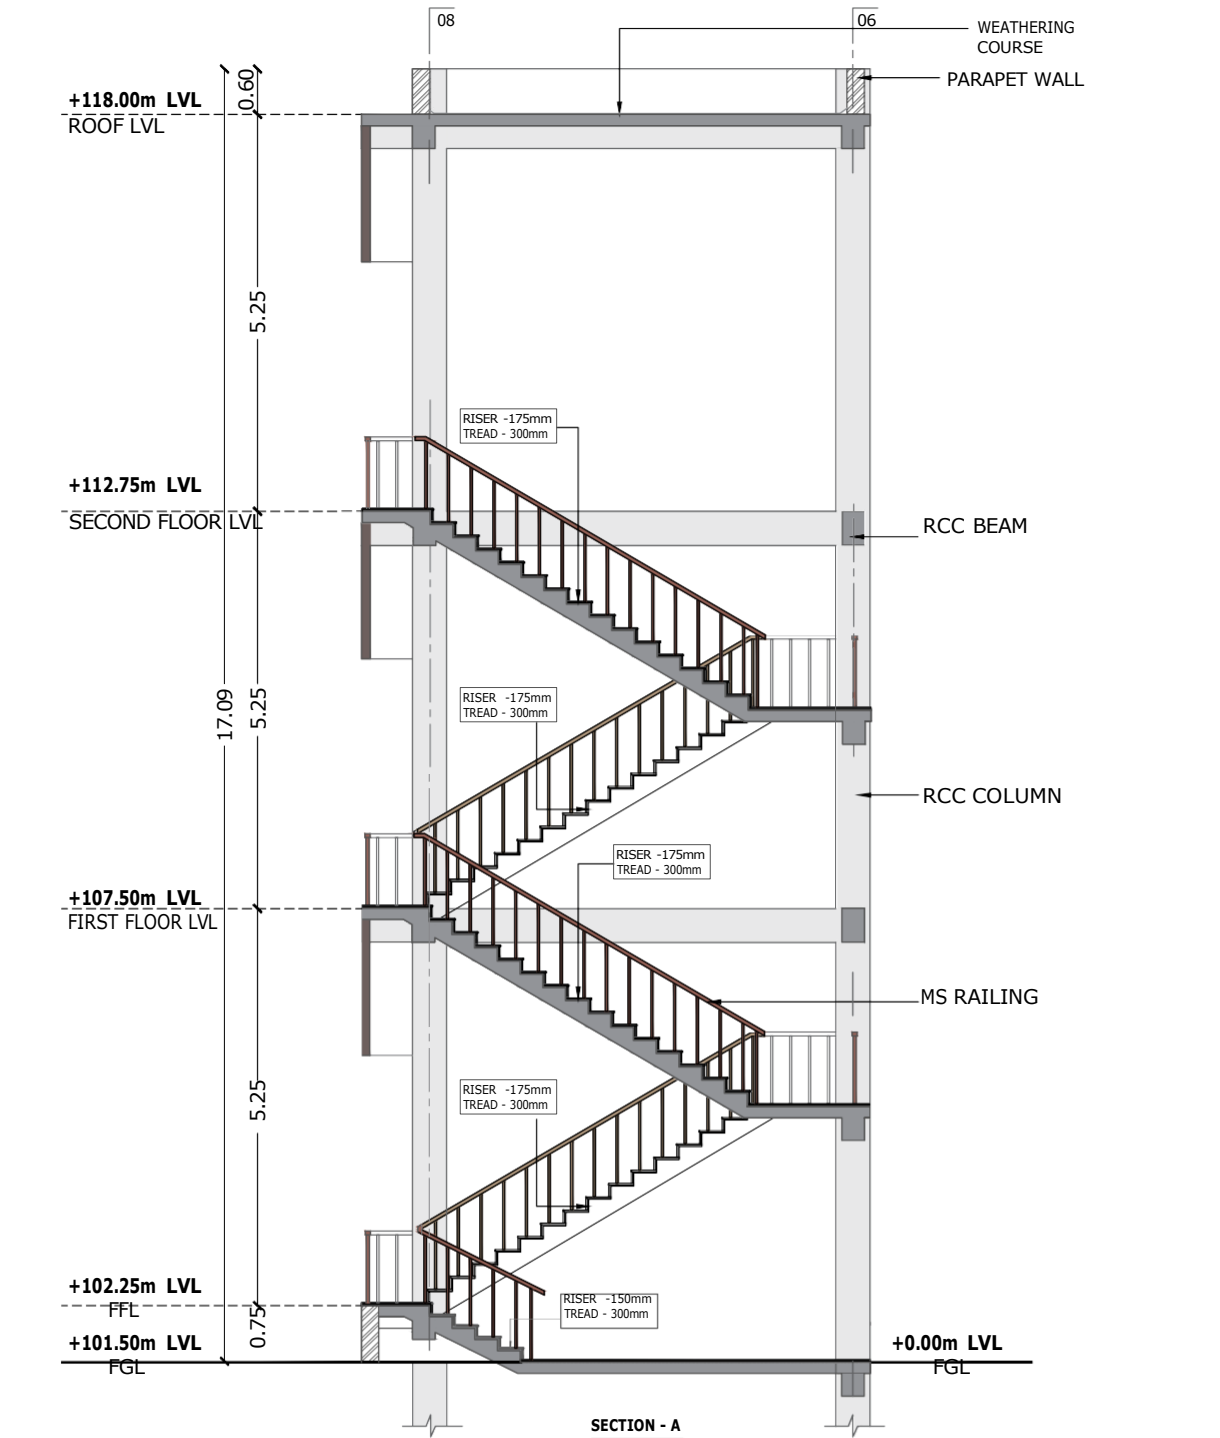 08
06
WEATHERING
COURSE
PARAPET WALL
0.60
+118.00m LVL
ROOF LVL
5.25
RISER -175mm
TREAD - 300mm
+112.75m LVL
SECOND FLOOR LVL
RCC BEAM
17.09
5.25
RISER -175mm
TREAD - 300mm
RCC COLUMN
RISER -175mm
TREAD - 300mm
+107.50m LVL
FIRST FLOOR LVL
MS RAILING
5.25
RISER -175mm
TREAD - 300mm
+102.25m LVL
FFL
RISER -150mm
TREAD - 300mm
0.75
+101.50m LVL
FGL
+0.00m LVL
FGL
SECTION - A